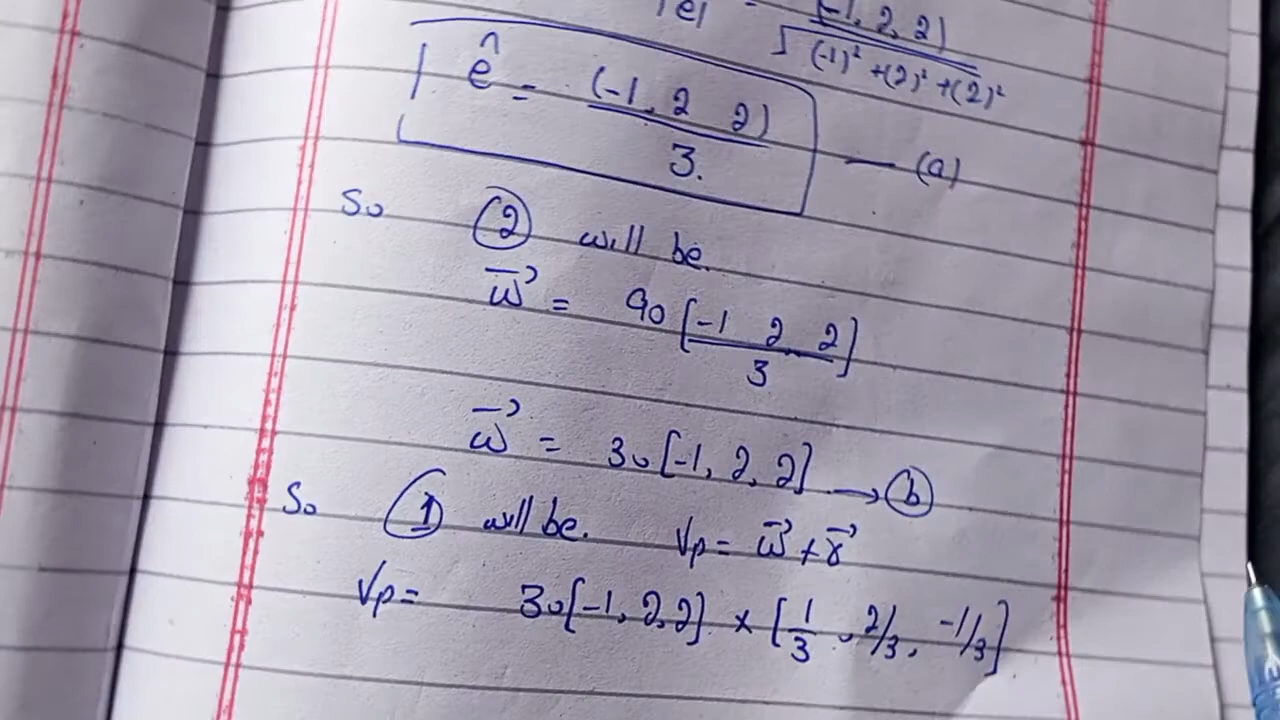 |e| = (-1, 2, 2)
√(-1)² +(2)² +(2)²
ê = (-1, 2 2)
3. — (a)
So ② will be.
ω⃗ = 90 [-1 2 2]
3
ω⃗ = 30[-1, 2, 2] → ⓑ
So ① will be. Vp = ω⃗ × r⃗
Vp = 30[-1, 2, 2] × [1/3, 2/3, -1/3]